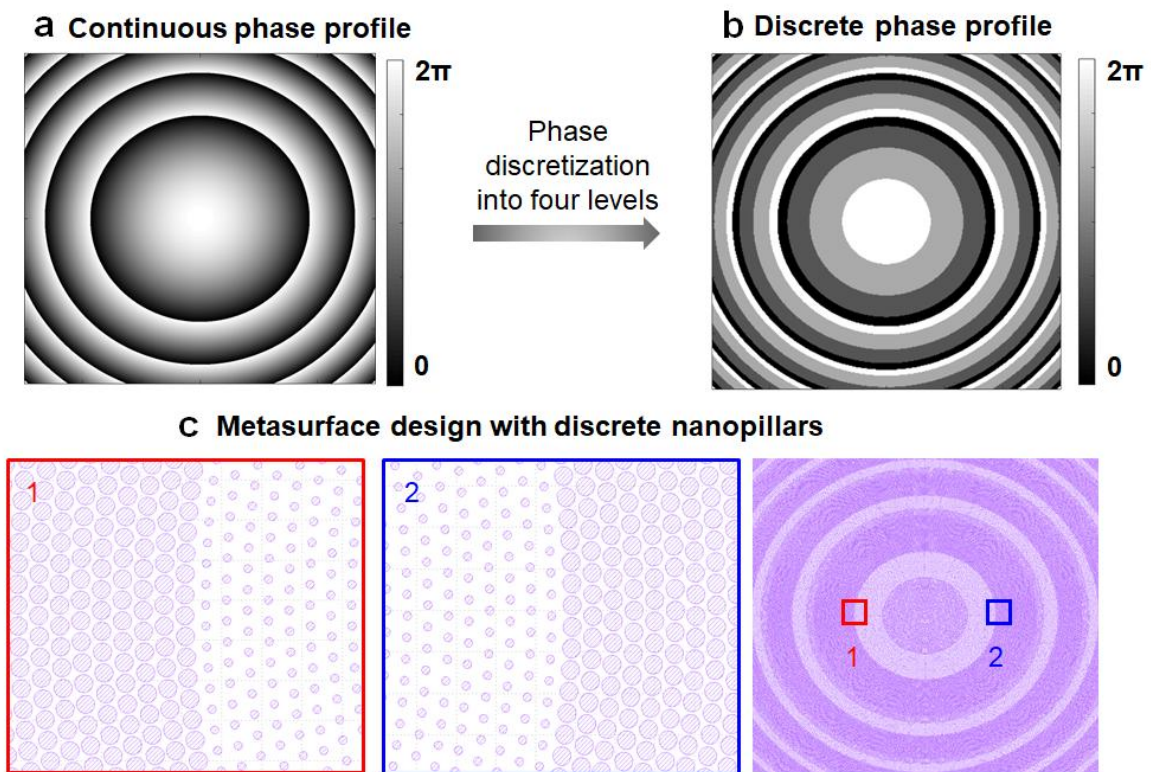 a Continuous phase profile
2π
0
Phase
discretization
into four levels
b Discrete phase profile
2π
0
c Metasurface design with discrete nanopillars
1
2
1
2